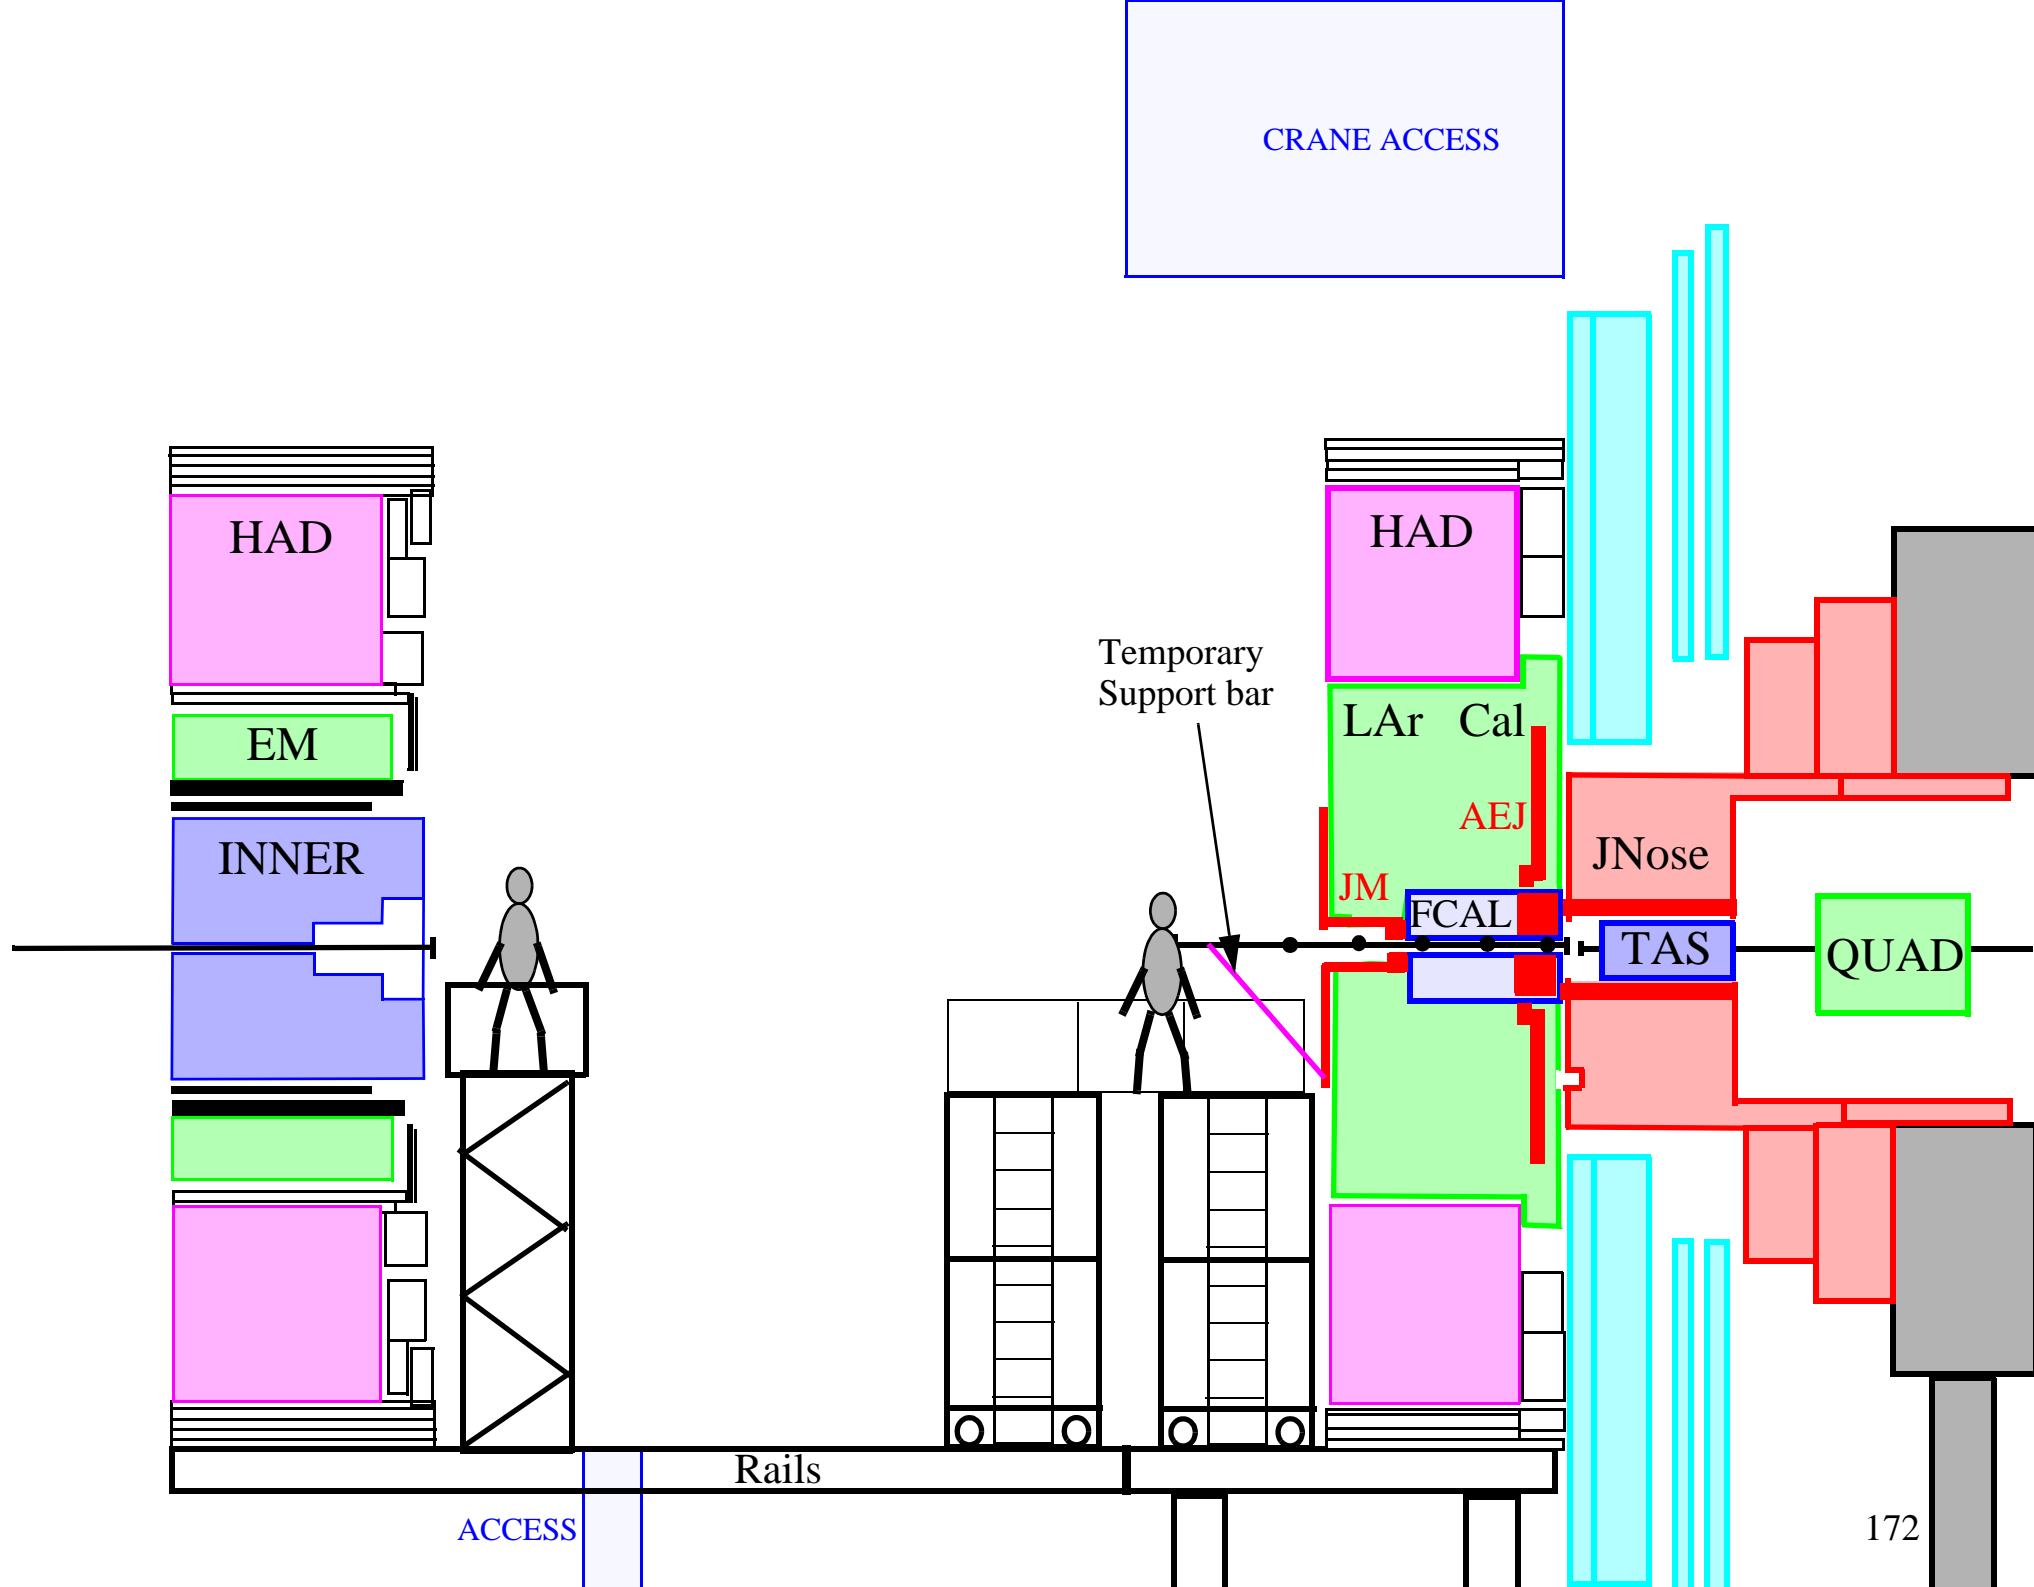 CRANE ACCESS
HAD
HAD
Temporary
Support bar
LAr Cal
EM
AEJ
INNER
JNose
JM
FCAL
TAS
QUAD
Rails
ACCESS
172